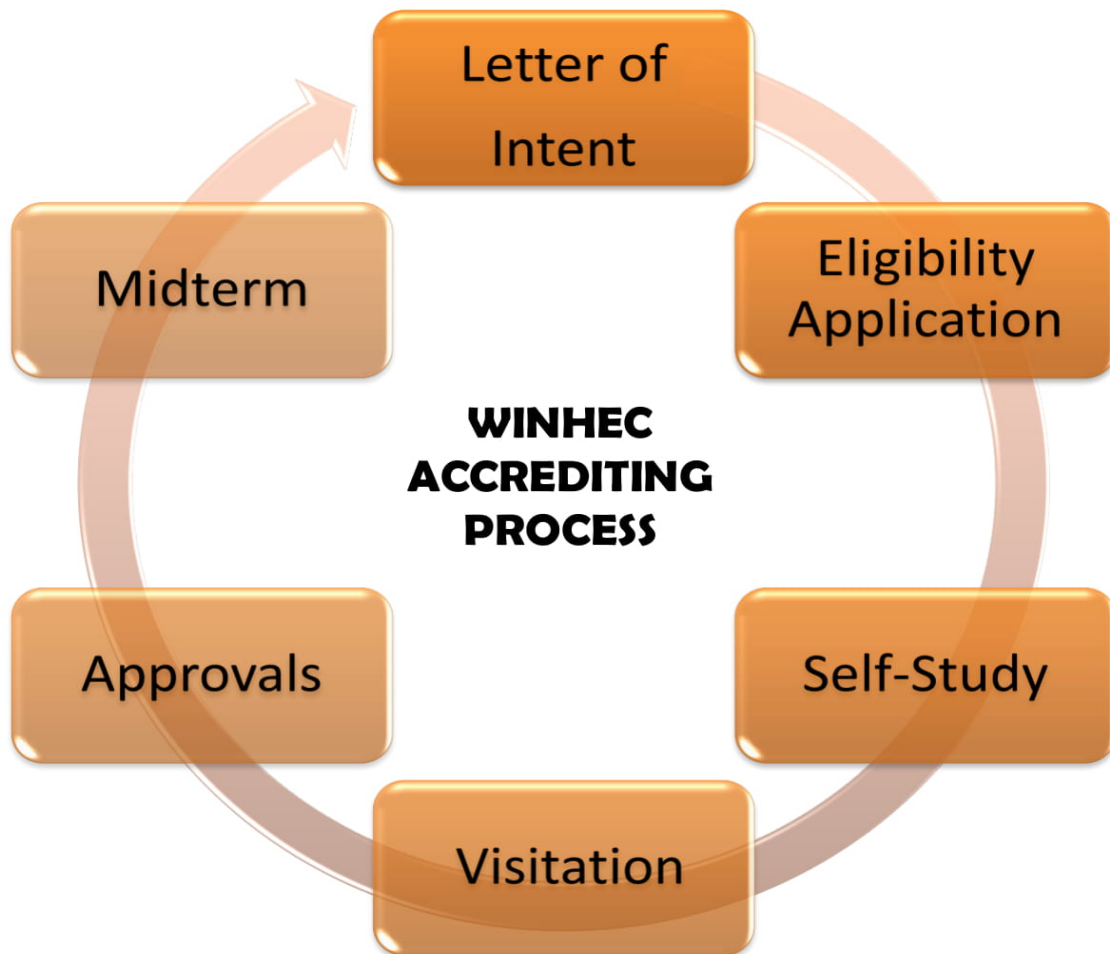 Letter of
Intent
Eligibility
Application
Self-Study
Visitation
Approvals
Midterm
WINHEC
ACCREDITING
PROCESS